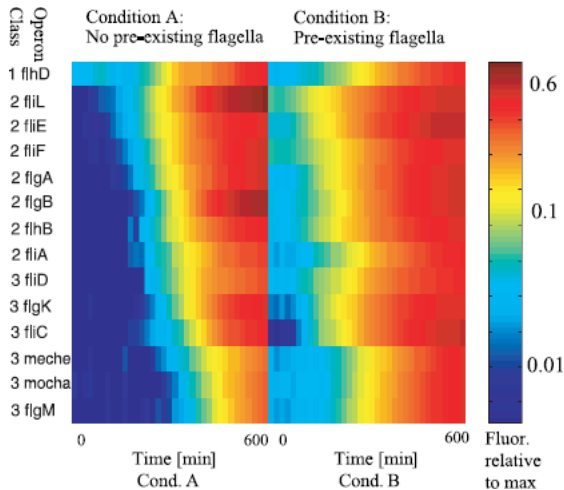 Operon
Class
Condition A:
No pre-existing flagella
Condition B:
Pre-existing flagella
1 flhD
2 fliL
2 fliE
2 fliF
2 flgA
2 flgB
2 flhB
2 fliA
3 fliD
3 flgK
3 fliC
3 meche
3 mocha
3 flgM
0.6
0.1
0.01
0 600
Time [min]
Cond. A
0 600
Time [min]
Cond. B
Fluor.
relative
to max